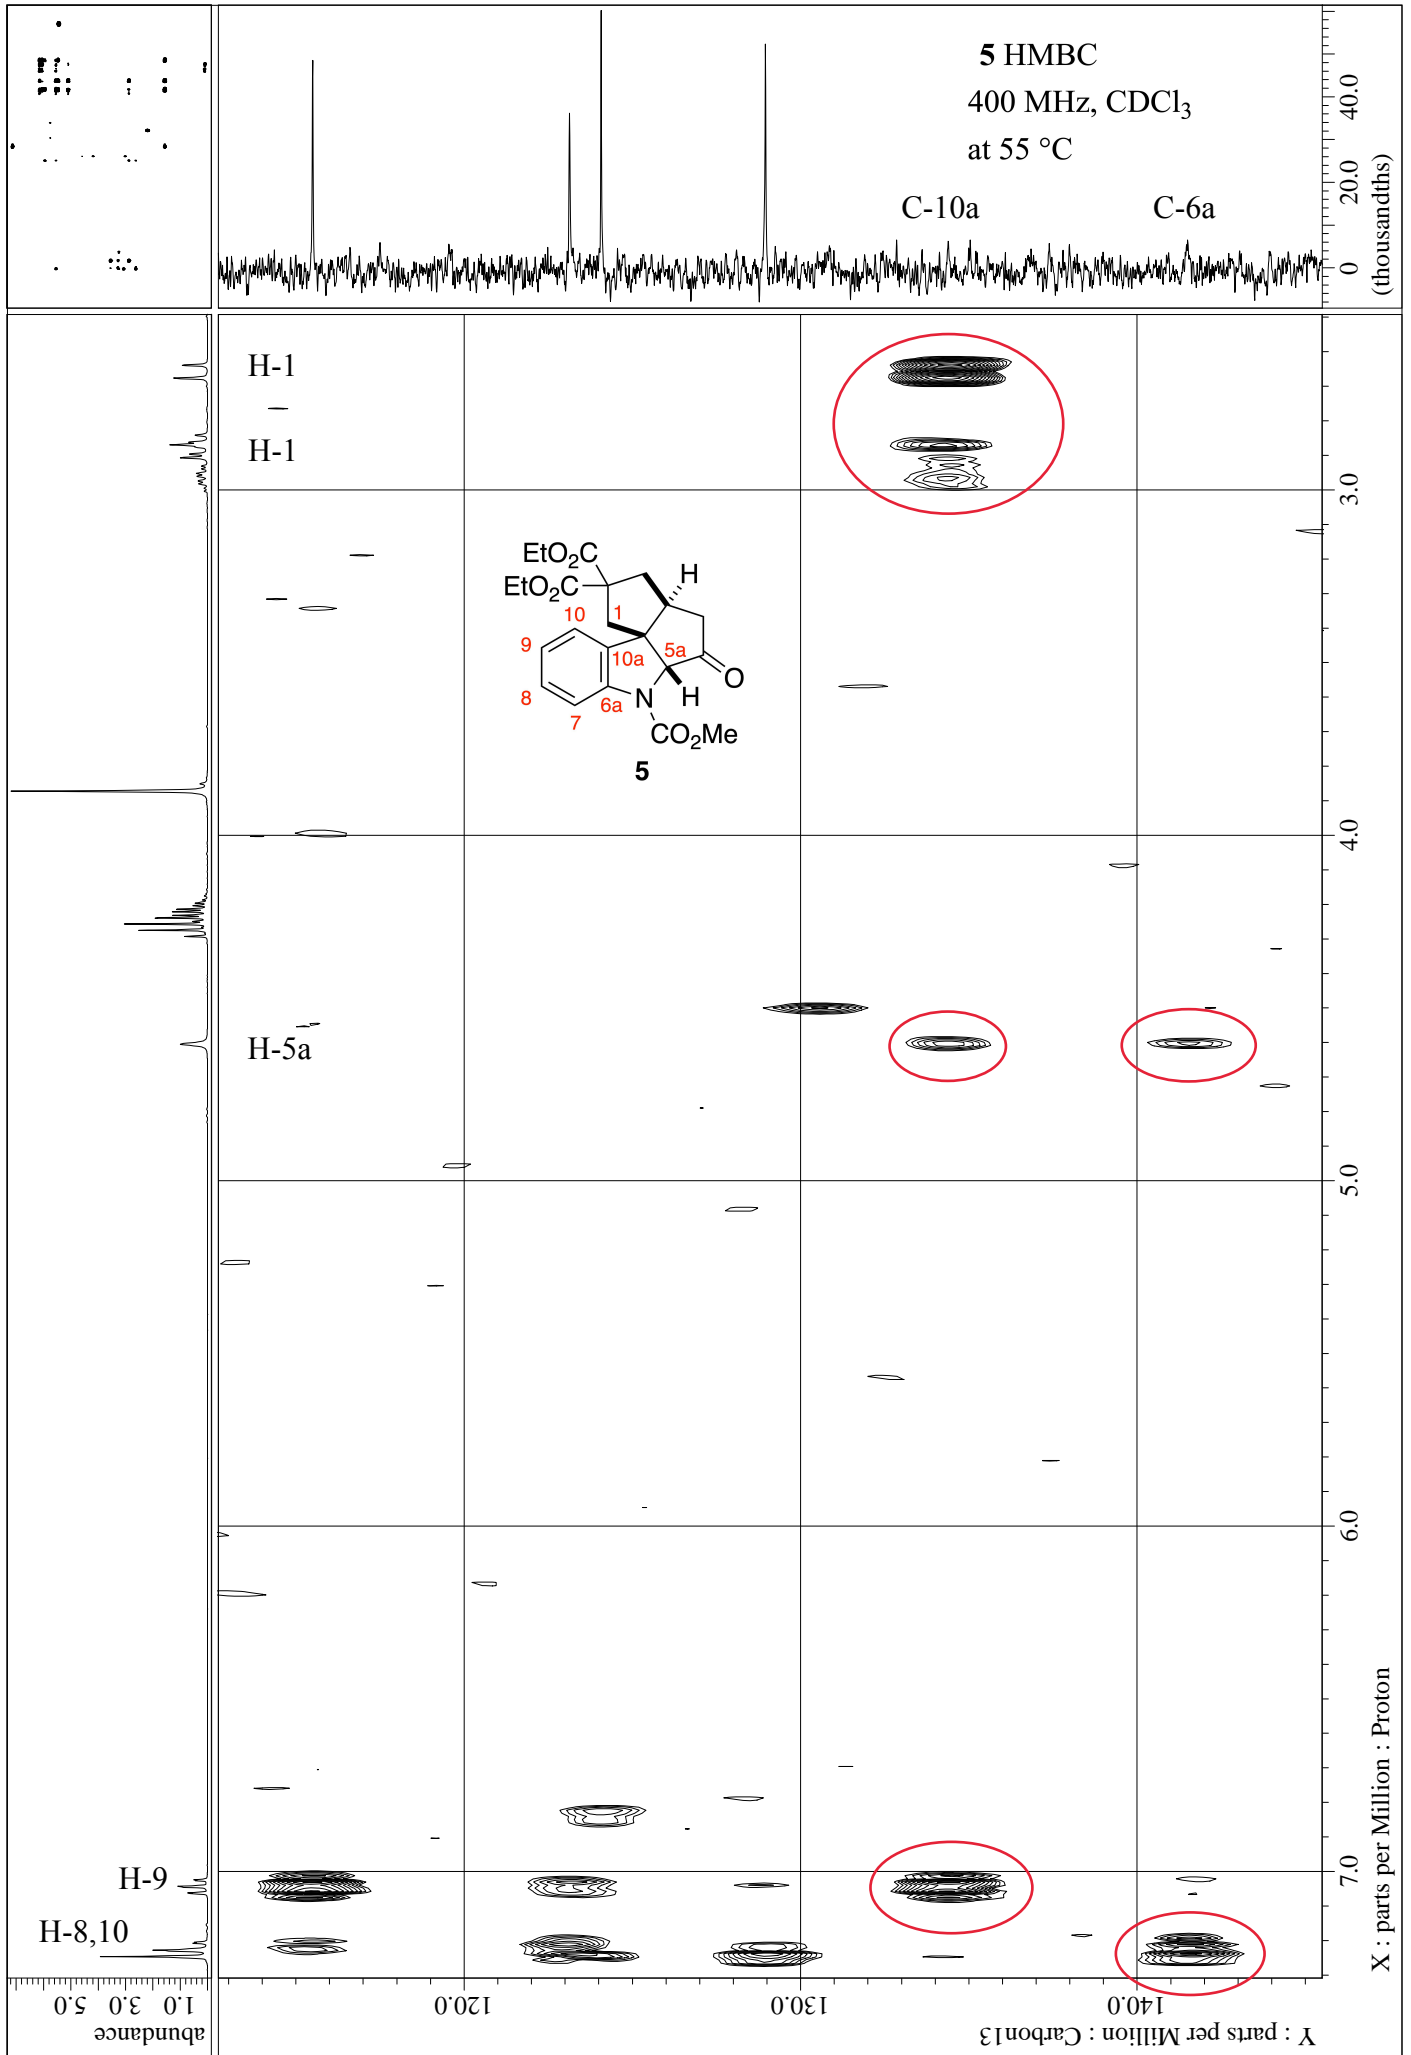 5 HMBC
400 MHz, CDCl3
at 55 °C
C-10a
C-6a
40.0
20.0
0
(thousandths)
H-1
H-1
3.0
EtO2C
H
EtO2C
10
1
9
10a
5a
8
6a
N
H
O
7
CO2Me
5
4.0
H-5a
5.0
6.0
7.0
H-9
H-8,10
X : parts per Million : Proton
1.0
3.0
5.0
abundance
120.0
130.0
140.0
Y : parts per Million : Carbon13